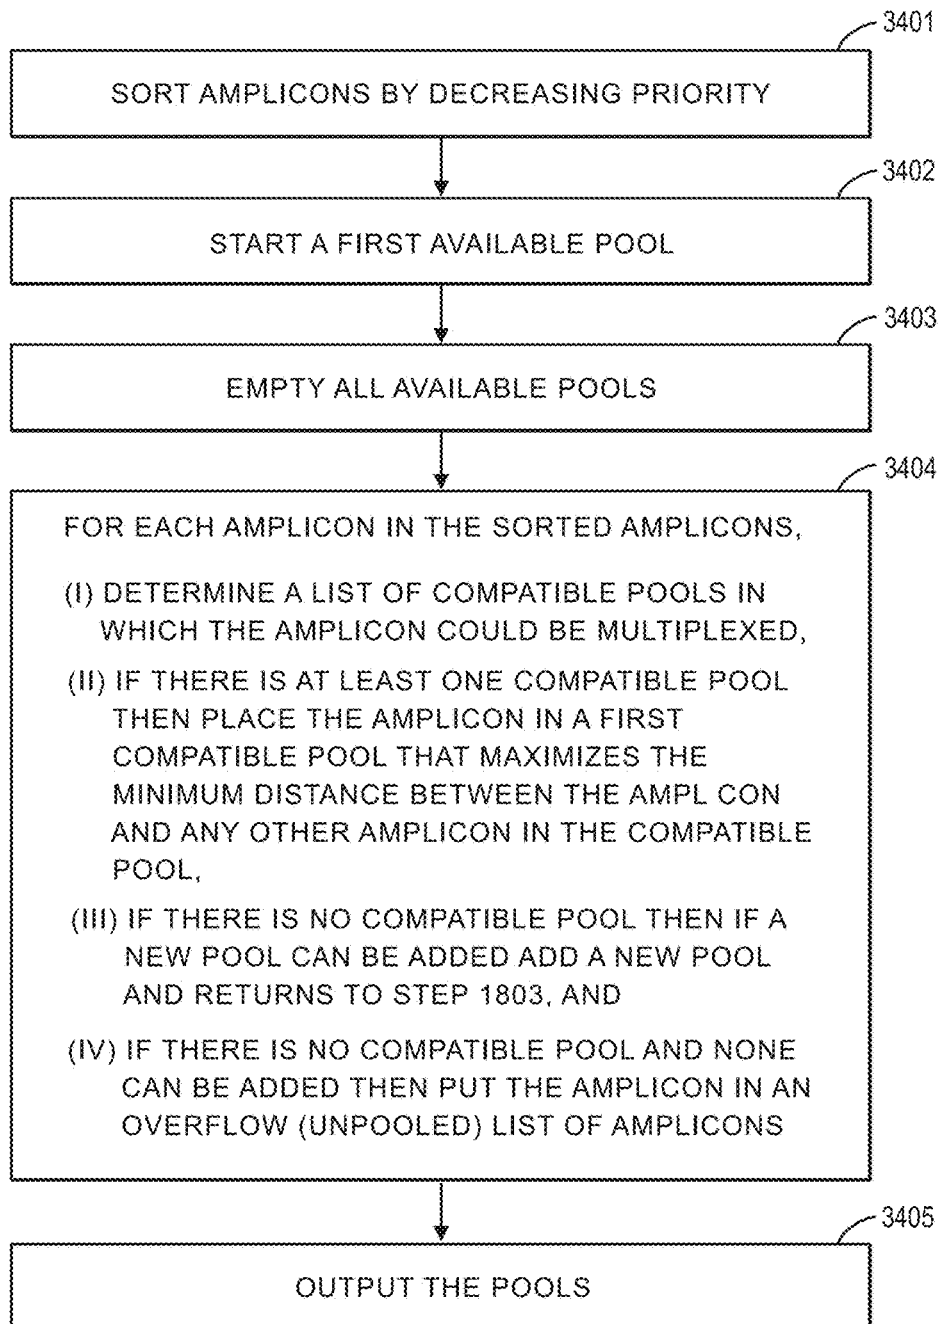 3401
SORT AMPLICONS BY DECREASING PRIORITY
3402
START A FIRST AVAILABLE POOL
3403
EMPTY ALL AVAILABLE POOLS
3404
FOR EACH AMPLICON IN THE SORTED AMPLICONS,
(I) DETERMINE A LIST OF COMPATIBLE POOLS IN
WHICH THE AMPLICON COULD BE MULTIPLEXED,
(II) IF THERE IS AT LEAST ONE COMPATIBLE POOL
THEN PLACE THE AMPLICON IN A FIRST
COMPATIBLE POOL THAT MAXIMIZES THE
MINIMUM DISTANCE BETWEEN THE AMPL CON
AND ANY OTHER AMPLICON IN THE COMPATIBLE
POOL,
(III) IF THERE IS NO COMPATIBLE POOL THEN IF A
NEW POOL CAN BE ADDED ADD A NEW POOL
AND RETURNS TO STEP 1803, AND
(IV) IF THERE IS NO COMPATIBLE POOL AND NONE
CAN BE ADDED THEN PUT THE AMPLICON IN AN
OVERFLOW (UNPOOLED) LIST OF AMPLICONS
3405
OUTPUT THE POOLS